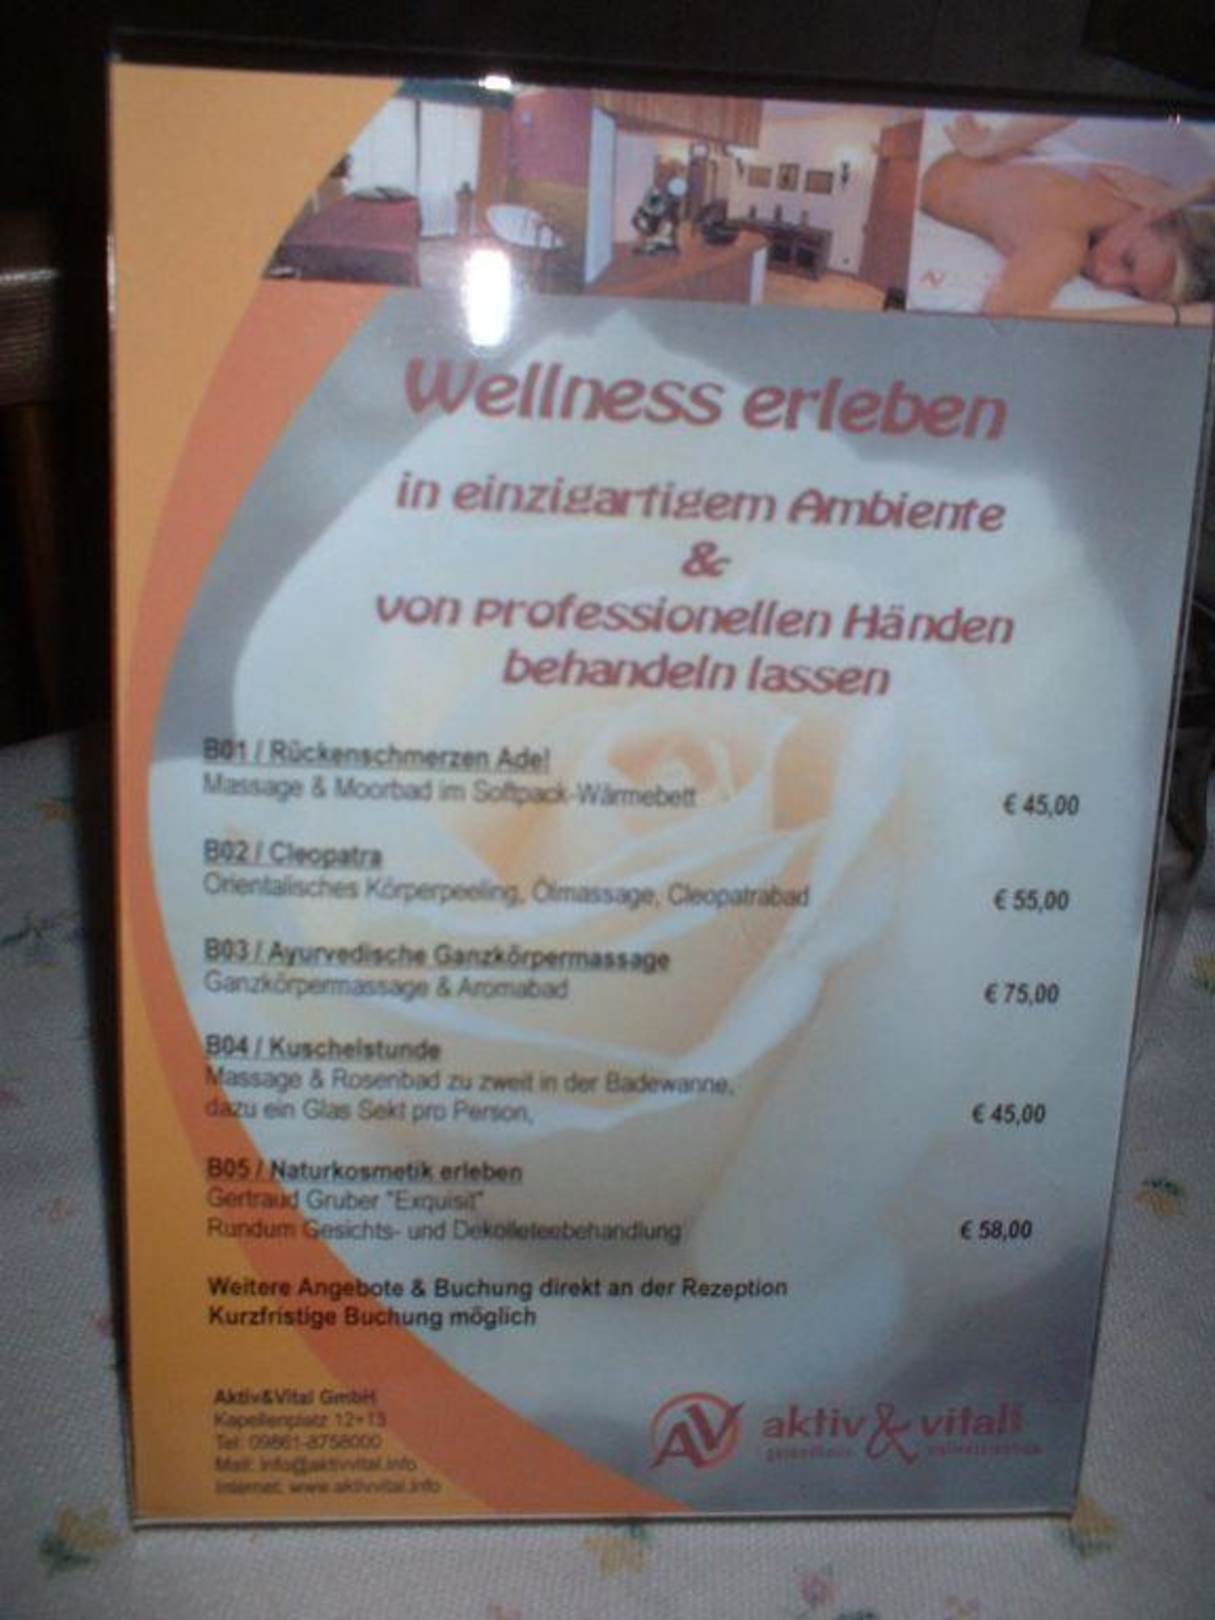 Wellness erleben
in einzigartigem Ambiente
&
von professionellen Händen
behandeln lassen
B01 / Rückenschmerzen Ade!
Massage & Moorbad im Softpack-Wärmebett € 45,00
B02 / Cleopatra
Orientalisches Körperpeeling, Ölmassage, Cleopatrabad € 55,00
B03 / Ayurvedische Ganzkörpermassage
Ganzkörpermassage & Aromabad € 75,00
B04 / Kuschelstunde
Massage & Rosenbad zu zweit in der Badewanne,
dazu ein Glas Sekt pro Person, € 45,00
B05 / Naturkosmetik erleben
Gertraud Gruber "Exquisit"
Rundum Gesichts- und Dekolleteebehandlung € 58,00
Weitere Angebote & Buchung direkt an der Rezeption
Kurzfristige Buchung möglich
Aktiv&Vital GmbH
Kapellenplatz 12+13
Tel: 09861-8758000
Mail: info@aktivvital.info
Internet: www.aktivvital.info
AV aktiv & vital